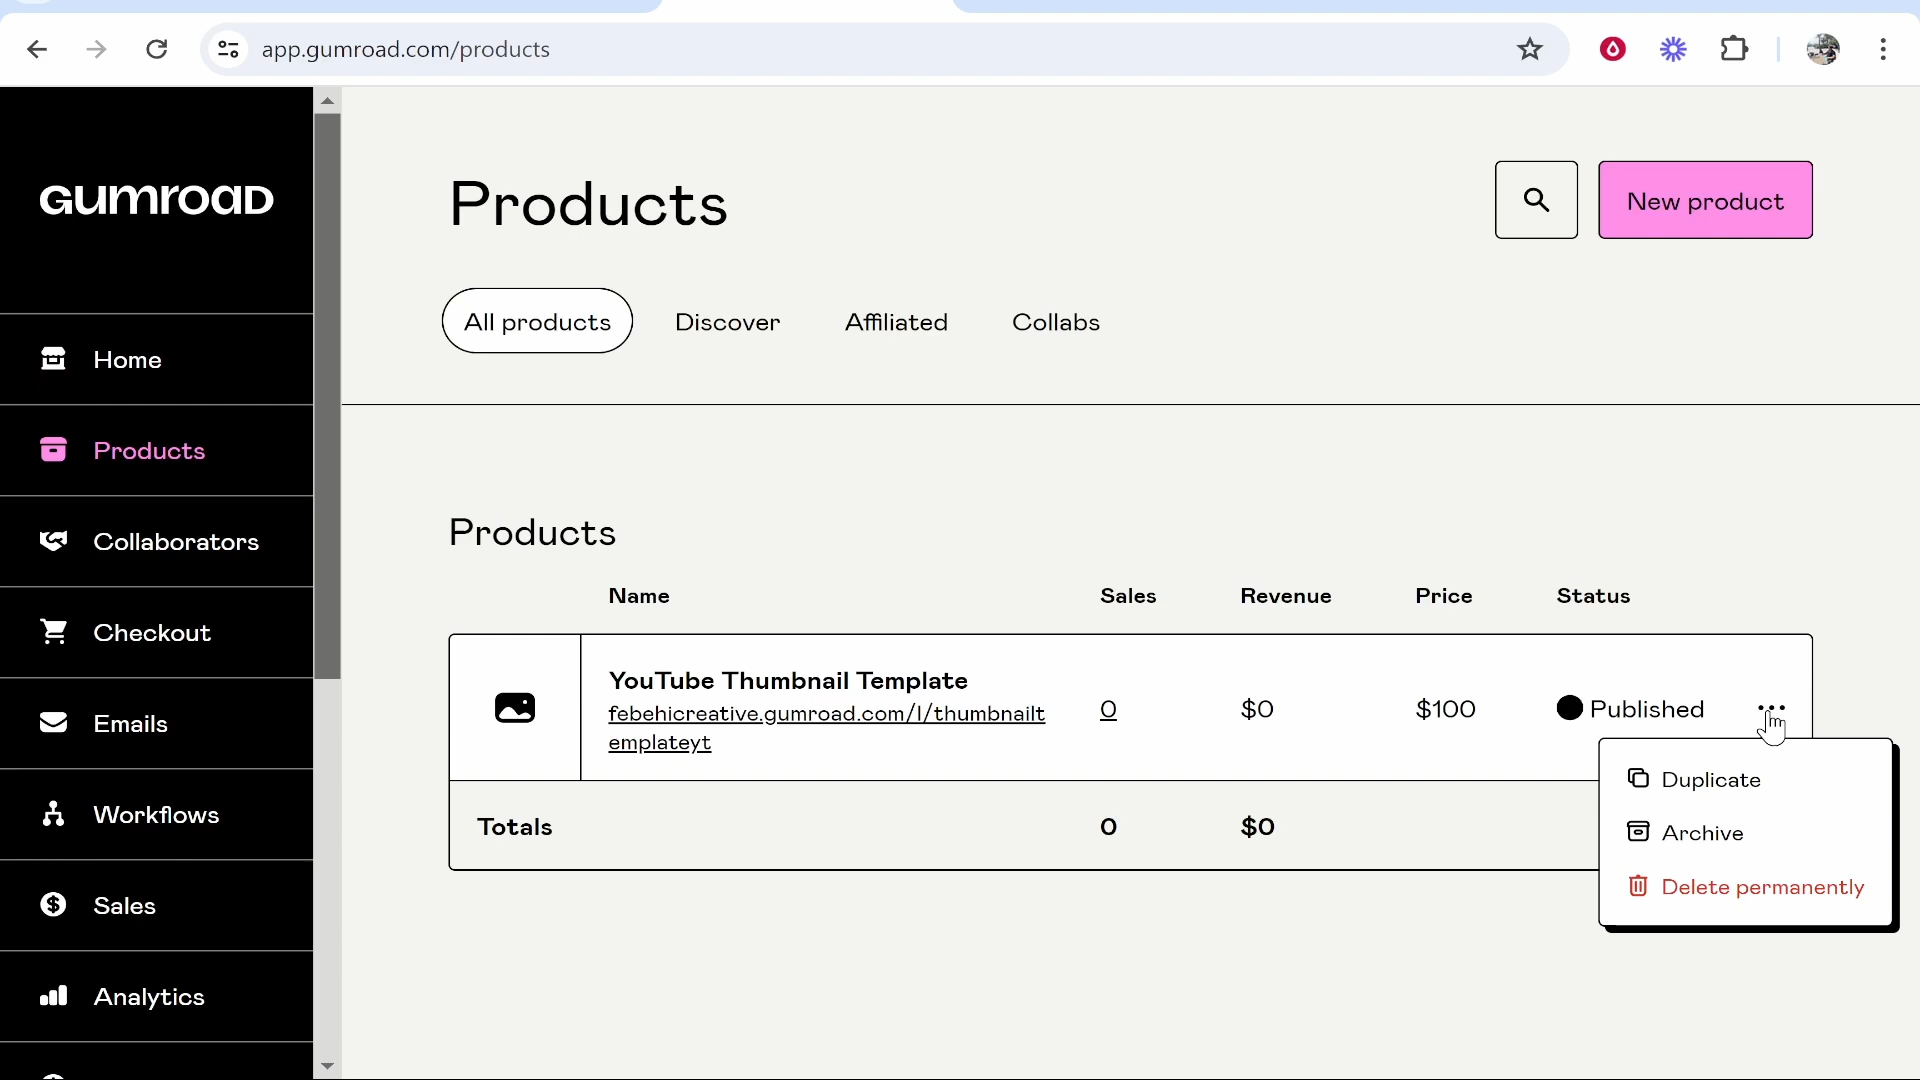 app.gumroad.com/products
GUMROAD
Home
Products
Collaborators
Checkout
Emails
Workflows
Sales
Analytics
Products
New product
All products
Discover
Affiliated
Collabs
Products
Name Sales Revenue Price Status
YouTube Thumbnail Template
febehicreative.gumroad.com/l/thumbnailt
emplateyt
0 $0 $100 Published
Totals 0 $0
Duplicate
Archive
Delete permanently